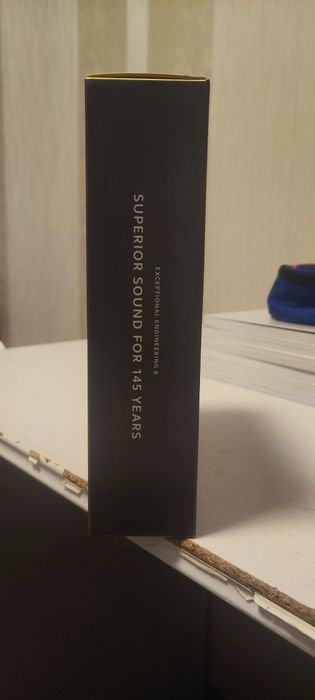 EXCEPTIONAL ENGINEERING &
SUPERIOR SOUND FOR 145 YEARS